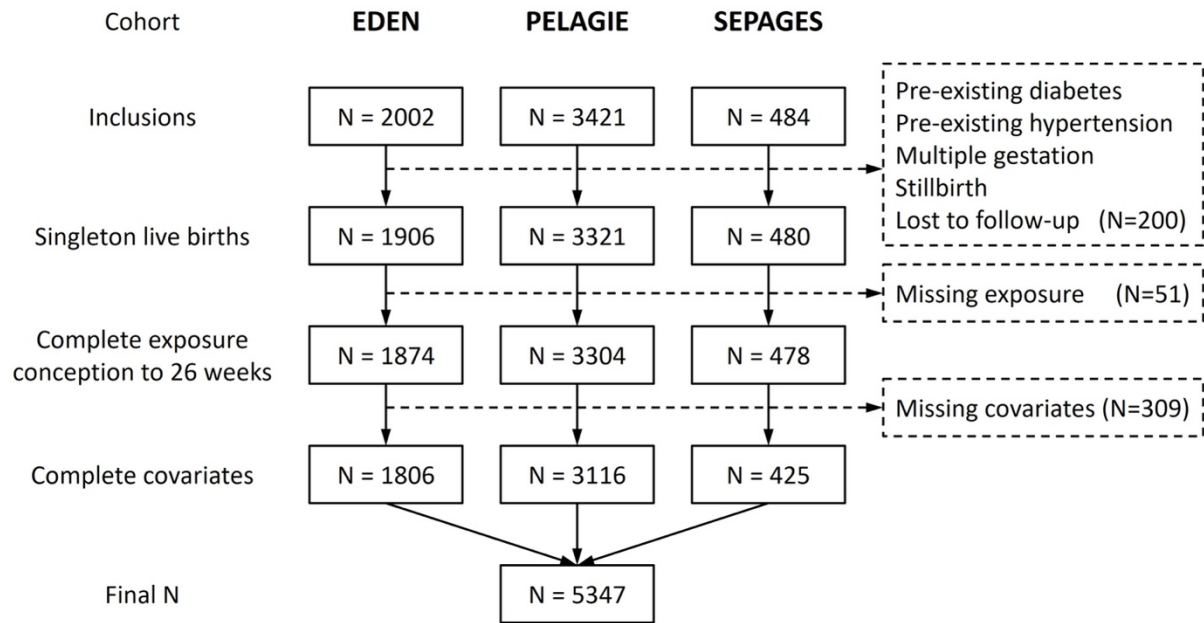 Cohort EDEN PELAGIE SEPAGES
Inclusions N = 2002 N = 3421 N = 484
Pre-existing diabetes
Pre-existing hypertension
Multiple gestation
Stillbirth
Lost to follow-up (N=200)
Singleton live births N = 1906 N = 3321 N = 480
Missing exposure (N=51)
Complete exposure
conception to 26 weeks
N = 1874 N = 3304 N = 478
Missing covariates (N=309)
Complete covariates N = 1806 N = 3116 N = 425
Final N N = 5347